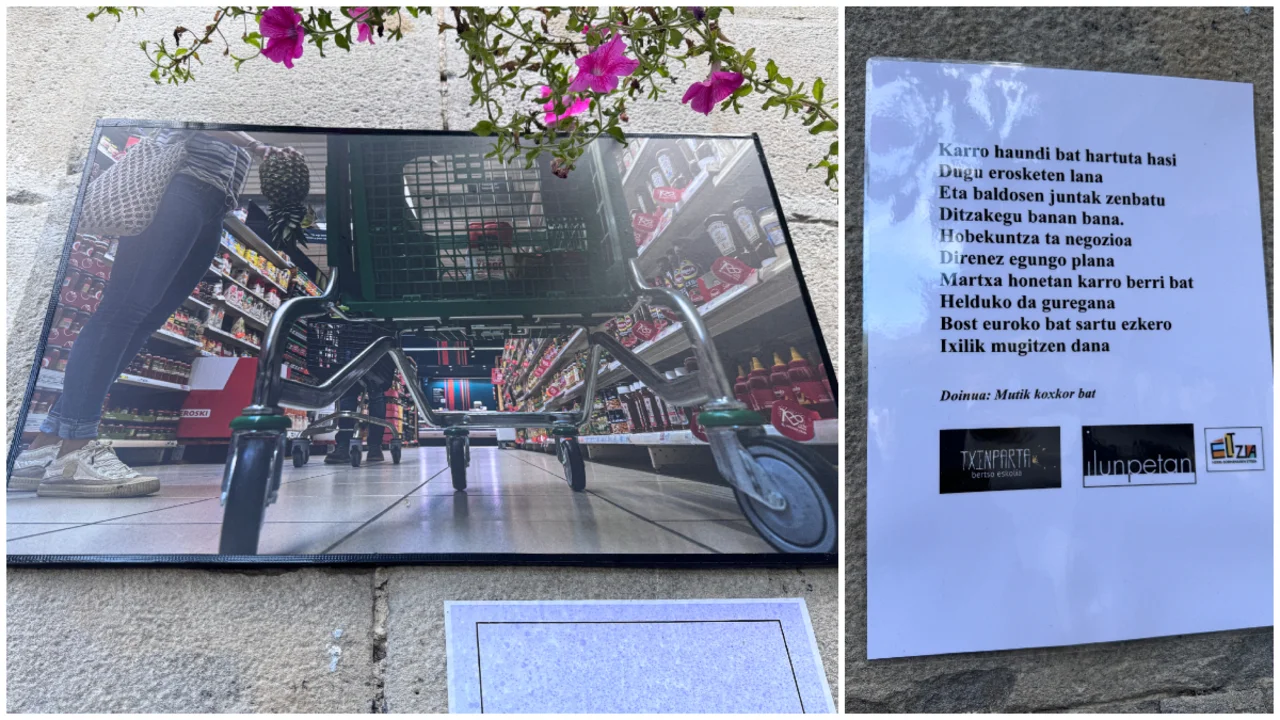 EROSKI
Karro haundi bat hartuta hasi
Dugu erosketen lana
Eta baldosen juntak zenbatu
Ditzakegu banan bana.
Hobekuntza ta negozioa
Direnez egungo plana
Martxa honetan karro berri bat
Helduko da guregana
Bost euroko bat sartu ezkero
Ixilik mugitzen dana
Doinua: Mutik koxkor bat
TXINPARTA
bertso eskola
ilunpetan